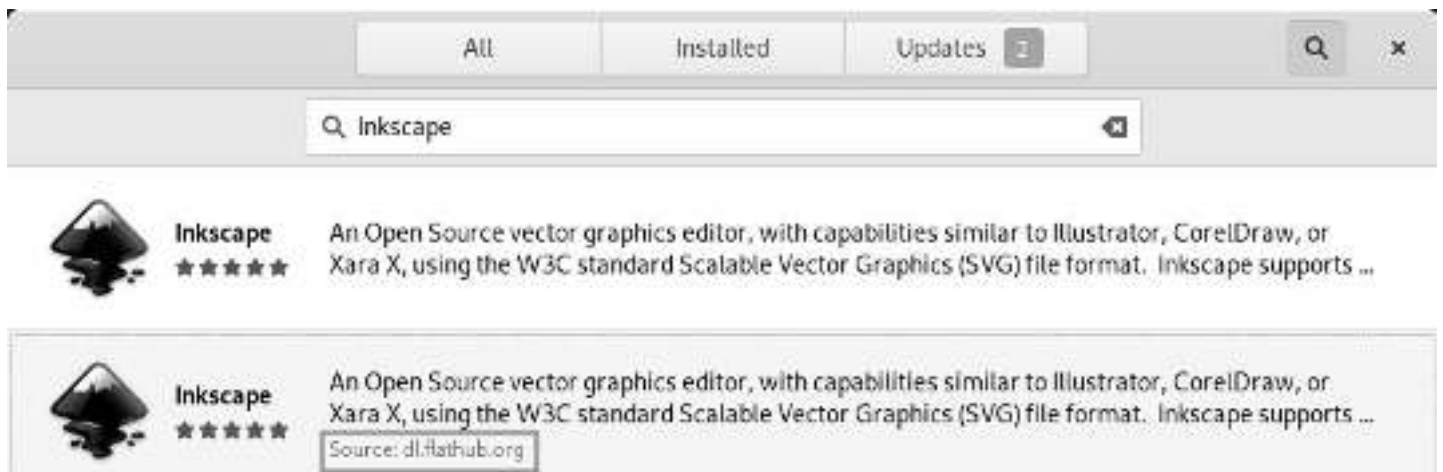 All Installed Updates
Inkscape
Inkscape An Open Source vector graphics editor, with capabilities similar to Illustrator, CorelDraw, or
Xara X, using the W3C standard Scalable Vector Graphics (SVG) file format. Inkscape supports ...
Inkscape An Open Source vector graphics editor, with capabilities similar to Illustrator, CorelDraw, or
Xara X, using the W3C standard Scalable Vector Graphics (SVG) file format. Inkscape supports ...
Source: dl.flathub.org